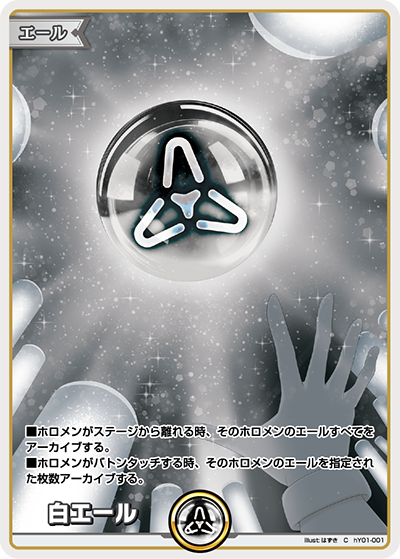 エール
■ホロメンがステージから離れる時、そのホロメンのエールすべてを
アーカイブする。
■ホロメンがバトンタッチする時、そのホロメンのエールを指定され
た枚数アーカイブする。
白エール
illust: はずき C hY01-001